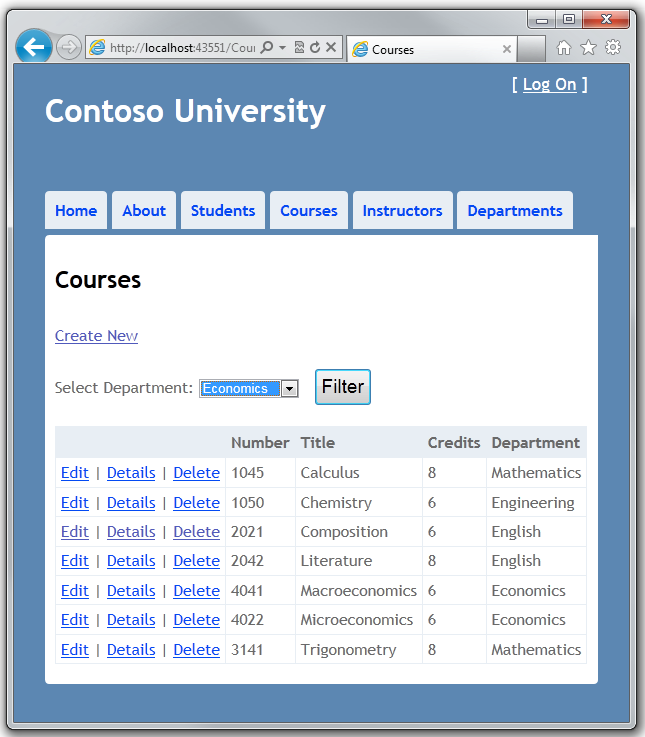 http://localhost:43551/Cour
Courses
[ Log On ]
Contoso University
Home About Students Courses Instructors Departments
Courses
Create New
Select Department: Economics Filter
Number Title Credits Department
Edit | Details | Delete 1045 Calculus 8 Mathematics
Edit | Details | Delete 1050 Chemistry 6 Engineering
Edit | Details | Delete 2021 Composition 6 English
Edit | Details | Delete 2042 Literature 8 English
Edit | Details | Delete 4041 Macroeconomics 6 Economics
Edit | Details | Delete 4022 Microeconomics 6 Economics
Edit | Details | Delete 3141 Trigonometry 8 Mathematics